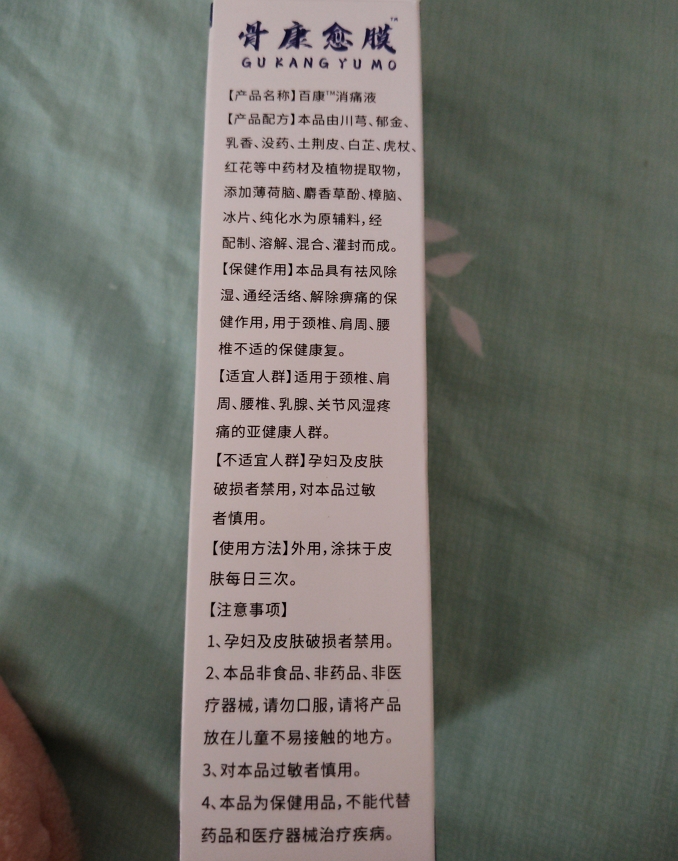 骨康愈膜™
GU KANG YU MO
【产品名称】百康™消痛液
【产品配方】本品由川芎、郁金、
乳香、没药、土荆皮、白芷、虎杖、
红花等中药材及植物提取物，
添加薄荷脑、麝香草酚、樟脑、
冰片、纯化水为原辅料，经
配制、溶解、混合、灌封而成。
【保健作用】本品具有祛风除
湿、通经活络、解除痹痛的保
健作用，用于颈椎、肩周、腰
椎不适的保健康复。
【适宜人群】适用于颈椎、肩
周、腰椎、乳腺、关节风湿疼
痛的亚健康人群。
【不适宜人群】孕妇及皮肤
破损者禁用，对本品过敏
者慎用。
【使用方法】外用，涂抹于皮
肤每日三次。
【注意事项】
1、孕妇及皮肤破损者禁用。
2、本品非食品、非药品、非医
疗器械，请勿口服，请将产品
放在儿童不易接触的地方。
3、对本品过敏者慎用。
4、本品为保健用品，不能代替
药品和医疗器械治疗疾病。